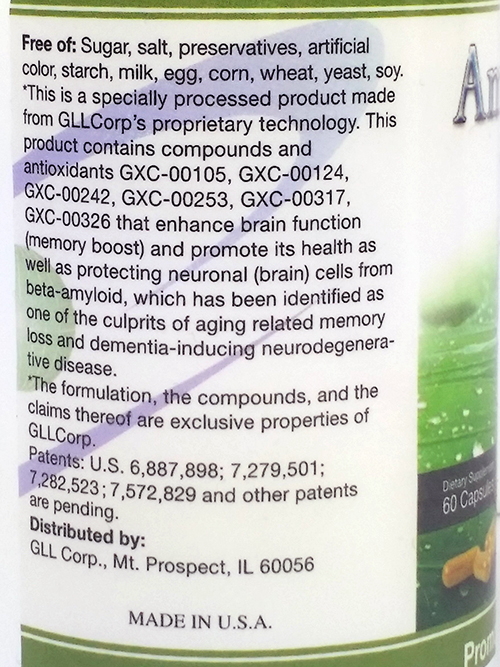 Free of: Sugar, salt, preservatives, artificial
color, starch, milk, egg, corn, wheat, yeast, soy.
*This is a specially processed product made
from GLLCorp's proprietary technology. This
product contains compounds and
antioxidants GXC-00105, GXC-00124,
GXC-00242, GXC-00253, GXC-00317,
GXC-00326 that enhance brain function
(memory boost) and promote its health as
well as protecting neuronal (brain) cells from
beta-amyloid, which has been identified as
one of the culprits of aging related memory
loss and dementia-inducing neurodegenera-
tive disease.
*The formulation, the compounds, and the
claims thereof are exclusive properties of
GLLCorp.
Patents: U.S. 6,887,898; 7,279,501;
7,282,523; 7,572,829 and other patents
are pending.
Distributed by:
GLL Corp., Mt. Prospect, IL 60056
MADE IN U.S.A.
Dietary
60